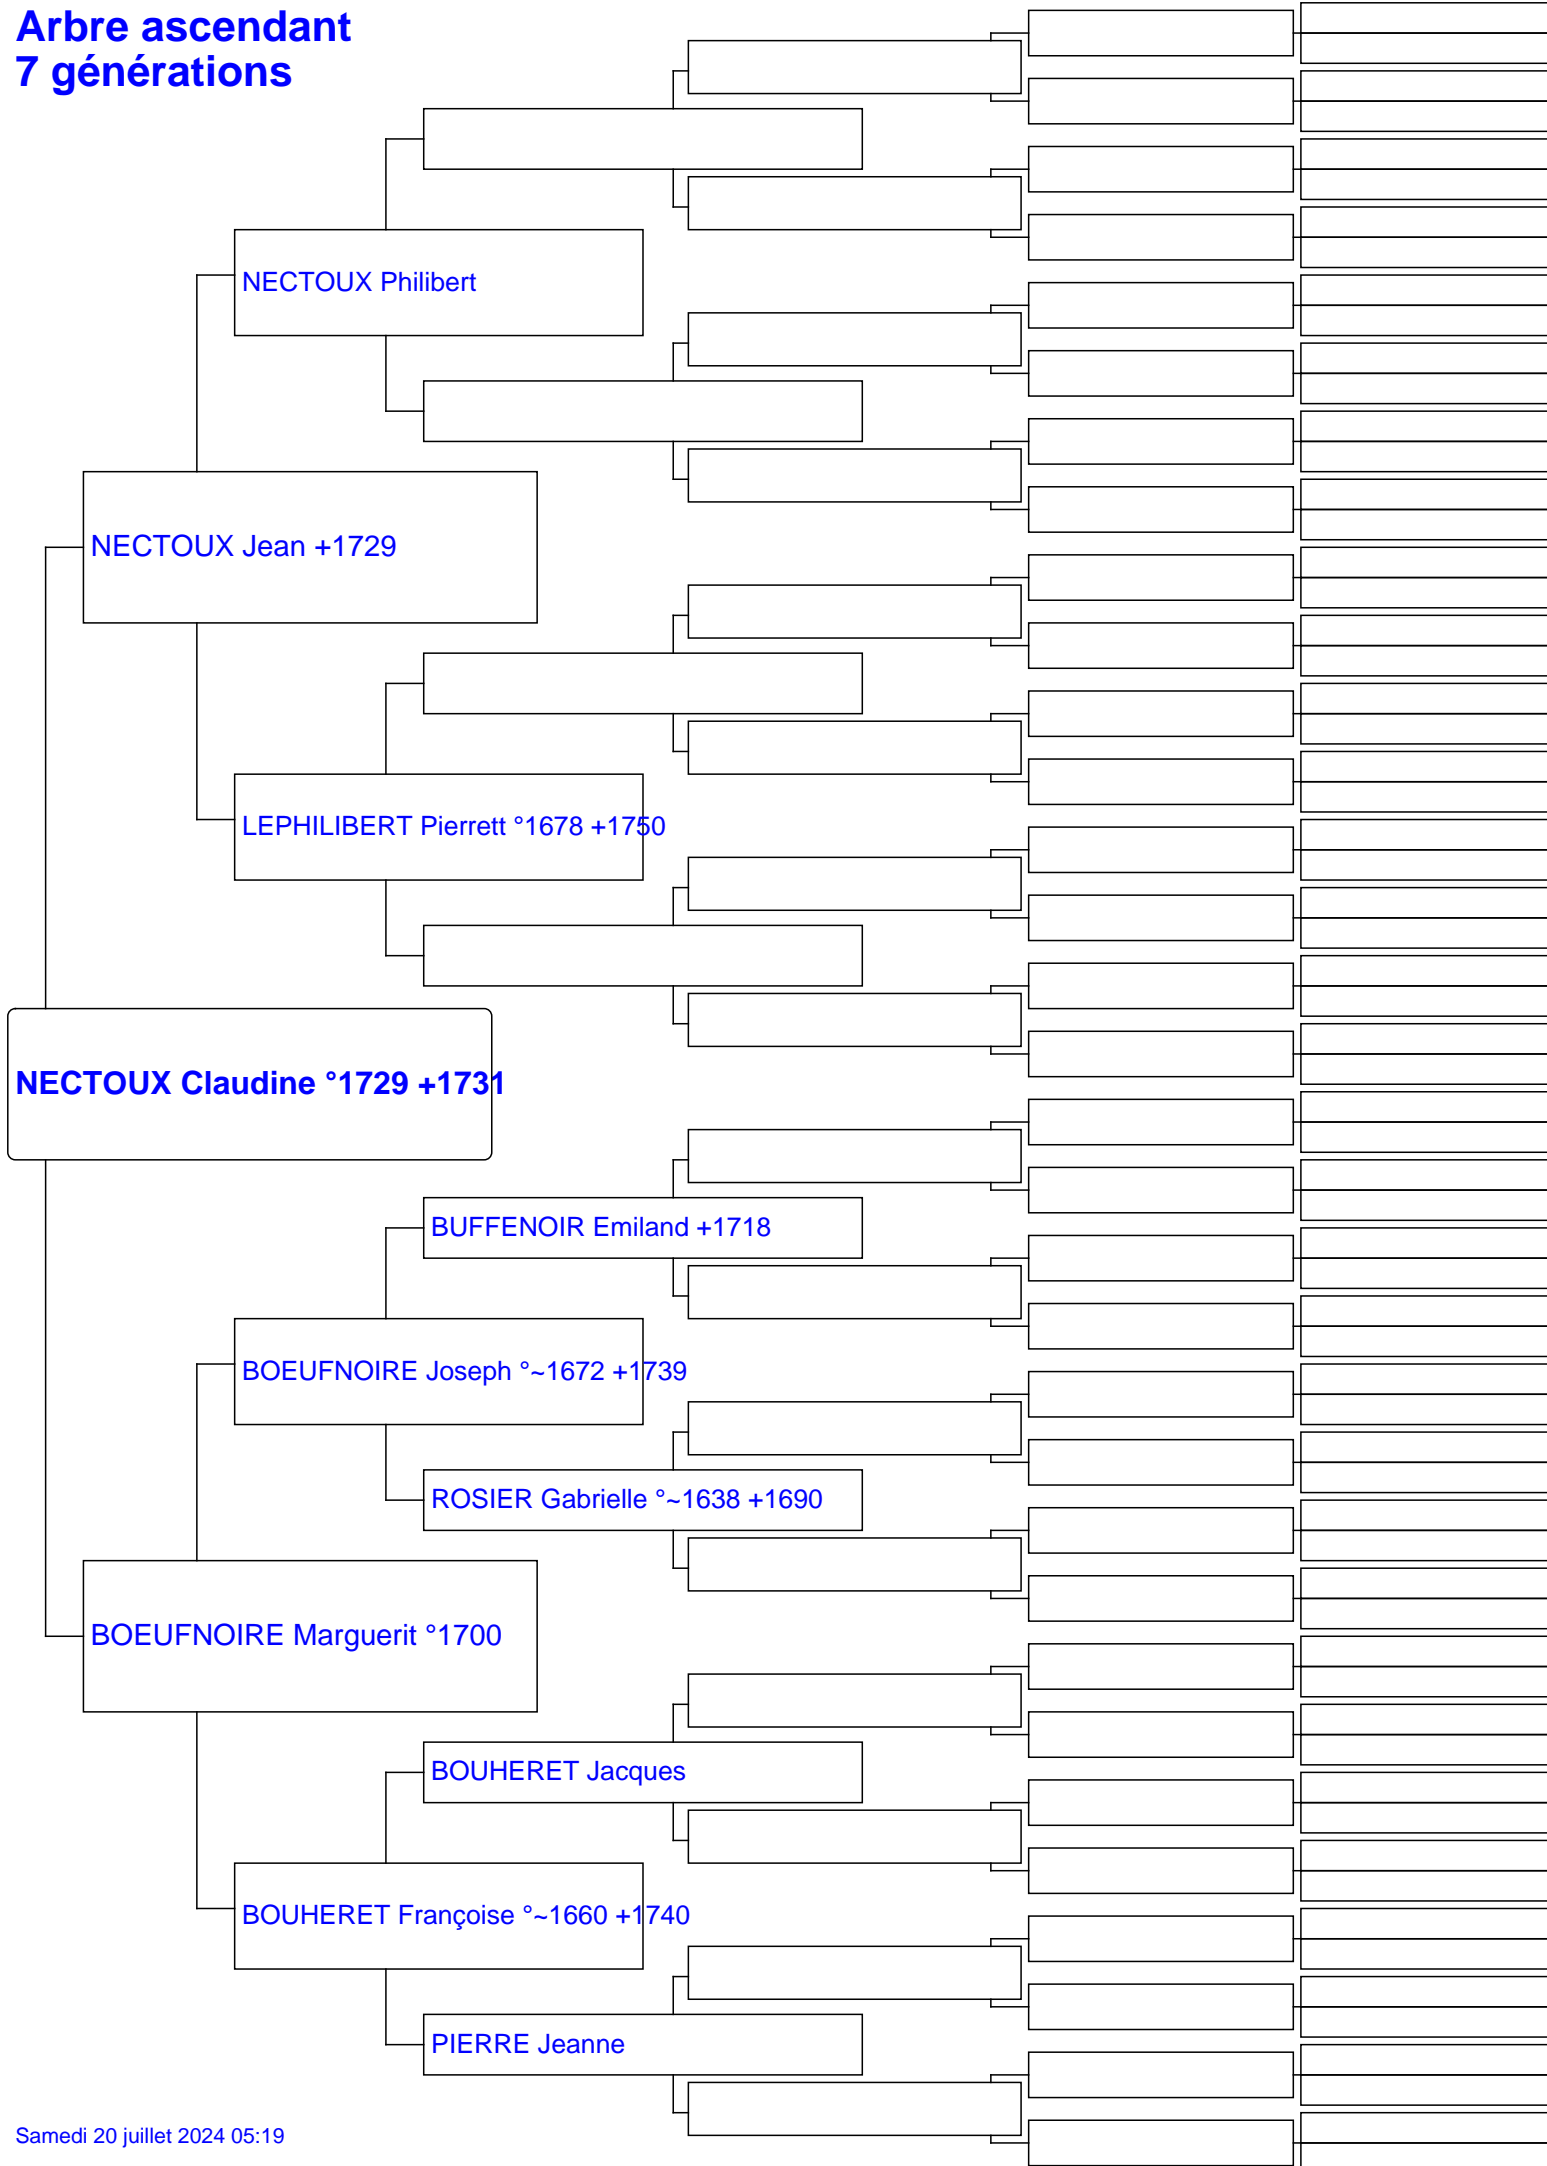 Arbre ascendant
7 générations
NECTOUX Philibert
NECTOUX Jean +1729
LEPHILIBERT Pierrett °1678 +1750
NECTOUX Claudine °1729 +1731
BUFFENOIR Emiland +1718
BOEUFNOIRE Joseph °~1672 +1739
ROSIER Gabrielle °~1638 +1690
BOEUFNOIRE Marguerit °1700
BOUHERET Jacques
BOUHERET Françoise °~1660 +1740
PIERRE Jeanne
Samedi 20 juillet 2024 05:19